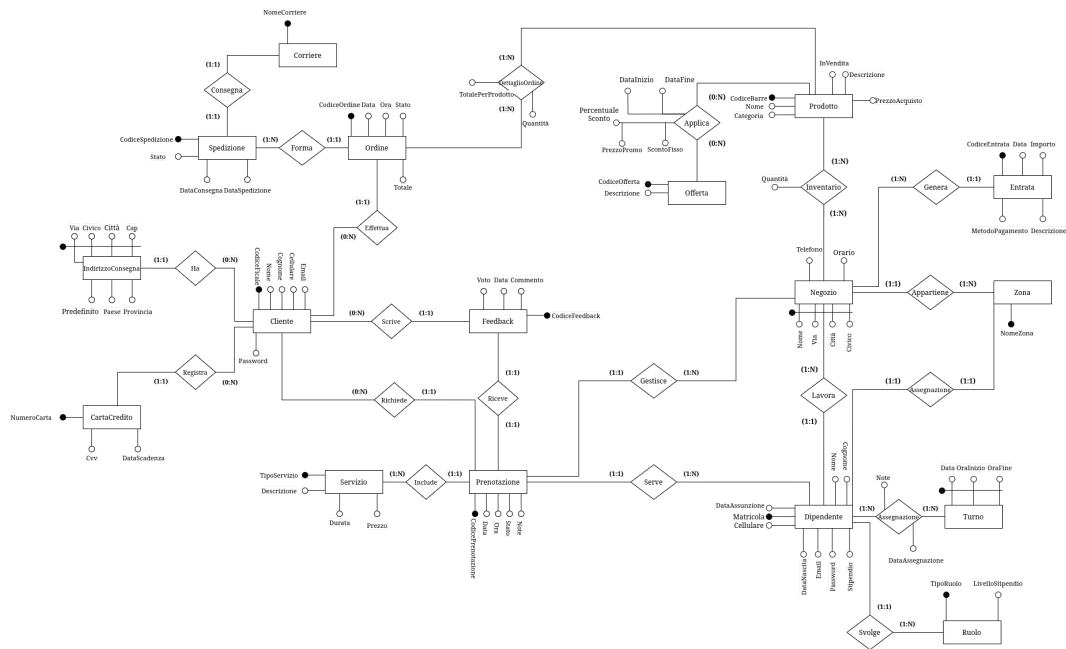 NomeCorriere
Corriere
(1:1)
Consegna
(1:1)
CodiceSpedizione
Stato
Spedizione
DataConsegna DataSpedizione
(1:N)
Forma
(1:1)
CodiceOrdine Data Ora Stato
Ordine
Totale
(1:N)
DettaglioOrdine
TotalePerProdotto
(1:N)
Quantità
DataInizio DataFine
Percentuale
Sconto
PrezzoPromo
ScontoFisso
Applica
(0:N)
(0:N)
CodiceOfferta
Descrizione
Offerta
InVendita
Descrizione
CodiceBarre
Nome
Categoria
Prodotto
PrezzoAcquisto
(1:N)
Quantità
Inventario
(1:N)
(1:N)
Genera
(1:1)
CodiceEntrata Data Importo
Entrata
MetodoPagamento Descrizione
(1:1)
Effettua
(0:N)
Via Civico Città Cap
IndirizzoConsegna
Predefinito Paese Provincia
(1:1)
Ha
(0:N)
CodiceFicale
Nome
Cognome
Cellulare
Email
Cliente
Password
(0:N)
Scrive
(1:1)
Voto Data Commento
Feedback
CodiceFeedback
Telefono
Orario
Negozio
Nome
Via
Città
Civico
(1:1)
Appartiene
(1:N)
Zona
NomeZona
(1:1)
Registra
(0:N)
NumeroCarta
CartaCredito
Cvv
DataScadenza
(0:N)
Richiede
(1:1)
(1:1)
Riceve
(1:1)
(1:N)
Gestisce
(1:N)
(1:N)
Lavora
(1:1)
(1:1)
Assegnazione
(1:1)
TipoServizio
Descrizione
Servizio
Durata
Prezzo
(1:N)
Include
(1:1)
Prenotazione
CodicePrenotazione
Data
Ora
Stato
Note
(1:1)
Serve
(1:N)
Nome
Cognome
DataAssunzione
Matricola
Cellulare
Dipendente
DataNascita
Email
Password
Stipendio
Note
(1:N)
Assegnazione
(1:N)
DataAssegnazione
Data OraInizio OraFine
Turno
(1:1)
Svolge
(1:N)
TipoRuolo
LivelloStipendio
Ruolo